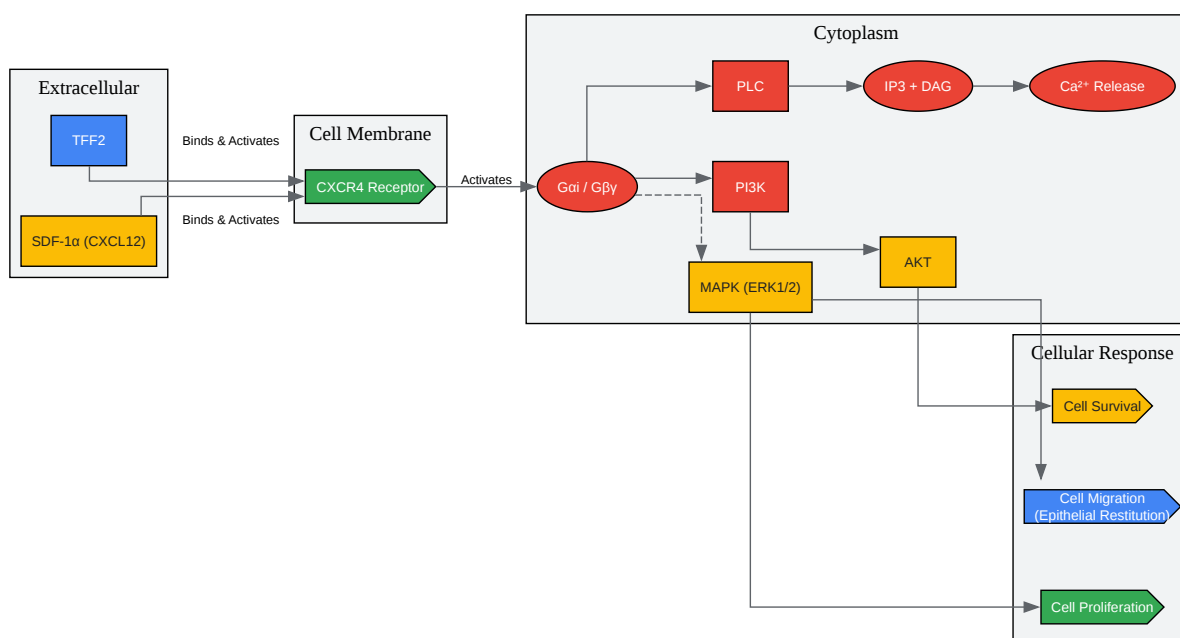 Extracellular
TFF2
SDF-1α (CXCL12)
Binds & Activates
Binds & Activates
Cell Membrane
CXCR4 Receptor
Activates
Cytoplasm
Gαi / Gβγ
PLC
IP3 + DAG
Ca²⁺ Release
PI3K
AKT
MAPK (ERK1/2)
Cellular Response
Cell Survival
Cell Migration
(Epithelial Restitution)
Cell Proliferation